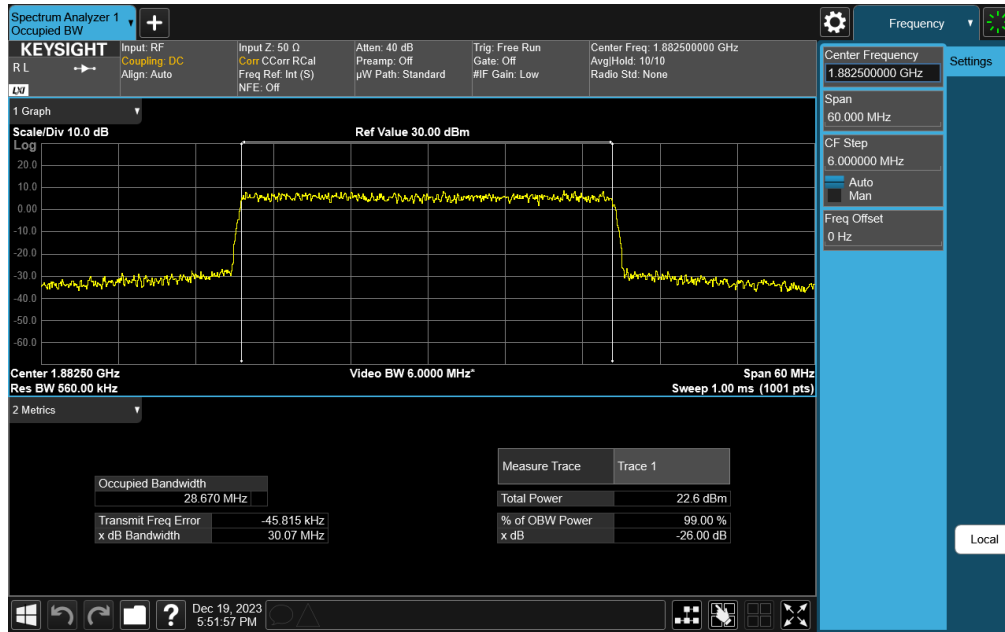 Spectrum Analyzer 1
Occupied BW
Frequency
KEYSIGHT
R L
LXI
Input: RF
Coupling: DC
Align: Auto
Input Z: 50 Ω
Corr CCorr RCal
Freq Ref: Int (S)
NFE: Off
Atten: 40 dB
Preamp: Off
µW Path: Standard
Trig: Free Run
Gate: Off
#IF Gain: Low
Center Freq: 1.882500000 GHz
Avg|Hold: 10/10
Radio Std: None
Center Frequency
1.882500000 GHz
Settings
Span
60.000 MHz
CF Step
6.000000 MHz
Auto
Man
Freq Offset
0 Hz
1 Graph
Scale/Div 10.0 dB
Ref Value 30.00 dBm
Log
20.0
10.0
0.00
-10.0
-20.0
-30.0
-40.0
-50.0
-60.0
Center 1.88250 GHz
Video BW 6.0000 MHz*
Span 60 MHz
Res BW 560.00 kHz
Sweep 1.00 ms (1001 pts)
2 Metrics
Measure Trace Trace 1
Occupied Bandwidth
28.670 MHz
Total Power 22.6 dBm
Transmit Freq Error -45.815 kHz
% of OBW Power 99.00 %
x dB Bandwidth 30.07 MHz
x dB -26.00 dB
Local
?
Dec 19, 2023
5:51:57 PM